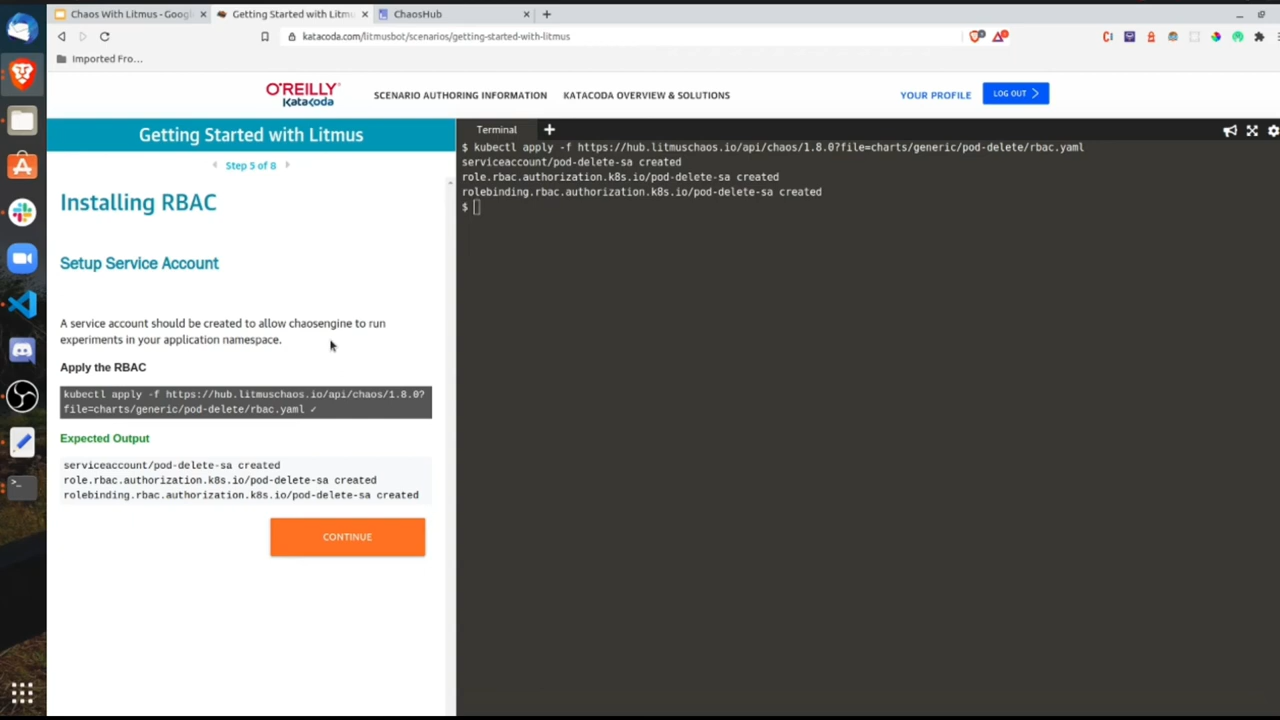 Chaos With Litmus - Goog
Getting Started with Litmu
ChaosHub
katacoda.com/litmusbot/scenarios/getting-started-with-litmus
Imported Fro...
O'REILLY
Katacoda
SCENARIO AUTHORING INFORMATION
KATACODA OVERVIEW & SOLUTIONS
YOUR PROFILE
LOG OUT
Getting Started with Litmus
Step 5 of 8
Installing RBAC
Setup Service Account
A service account should be created to allow chaosengine to run
experiments in your application namespace.
Apply the RBAC
kubectl apply -f https://hub.litmuschaos.io/api/chaos/1.8.0?
file=charts/generic/pod-delete/rbac.yaml ✓
Expected Output
serviceaccount/pod-delete-sa created
role.rbac.authorization.k8s.io/pod-delete-sa created
rolebinding.rbac.authorization.k8s.io/pod-delete-sa created
CONTINUE
Terminal
$ kubectl apply -f https://hub.litmuschaos.io/api/chaos/1.8.0?file=charts/generic/pod-delete/rbac.yaml
serviceaccount/pod-delete-sa created
role.rbac.authorization.k8s.io/pod-delete-sa created
rolebinding.rbac.authorization.k8s.io/pod-delete-sa created
$